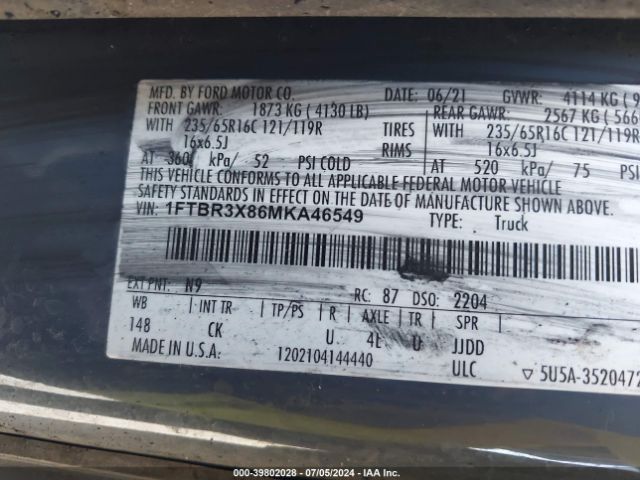 MFD. BY FORD MOTOR CO. DATE: 06/21 GVWR: 4114 KG (9
FRONT GAWR: 1873 KG (4130 LB) REAR GAWR: 2567 KG (566
WITH 235/65R16C 121/119R TIRES WITH 235/65R16C 121/119R
16x6.5J RIMS 16x6.5J
AT 360 kPa/ 52 PSI COLD AT 520 kPa/ 75 PSI
THIS VEHICLE CONFORMS TO ALL APPLICABLE FEDERAL MOTOR VEHICLE
SAFETY STANDARDS IN EFFECT ON THE DATE OF MANUFACTURE SHOWN ABOVE
VIN: 1FTBR3X86MKA46549 TYPE: Truck
EXT PNT: N9 RC: 87 DSO: 2204
WB INT TR TP/PS R AXLE TR SPR
148 CK U 4L U JJDD
MADE IN U.S.A. 1202104144440 ULC ▽ 5U5A-3520472
000-39802028 - 07/05/2024 - IAA Inc.